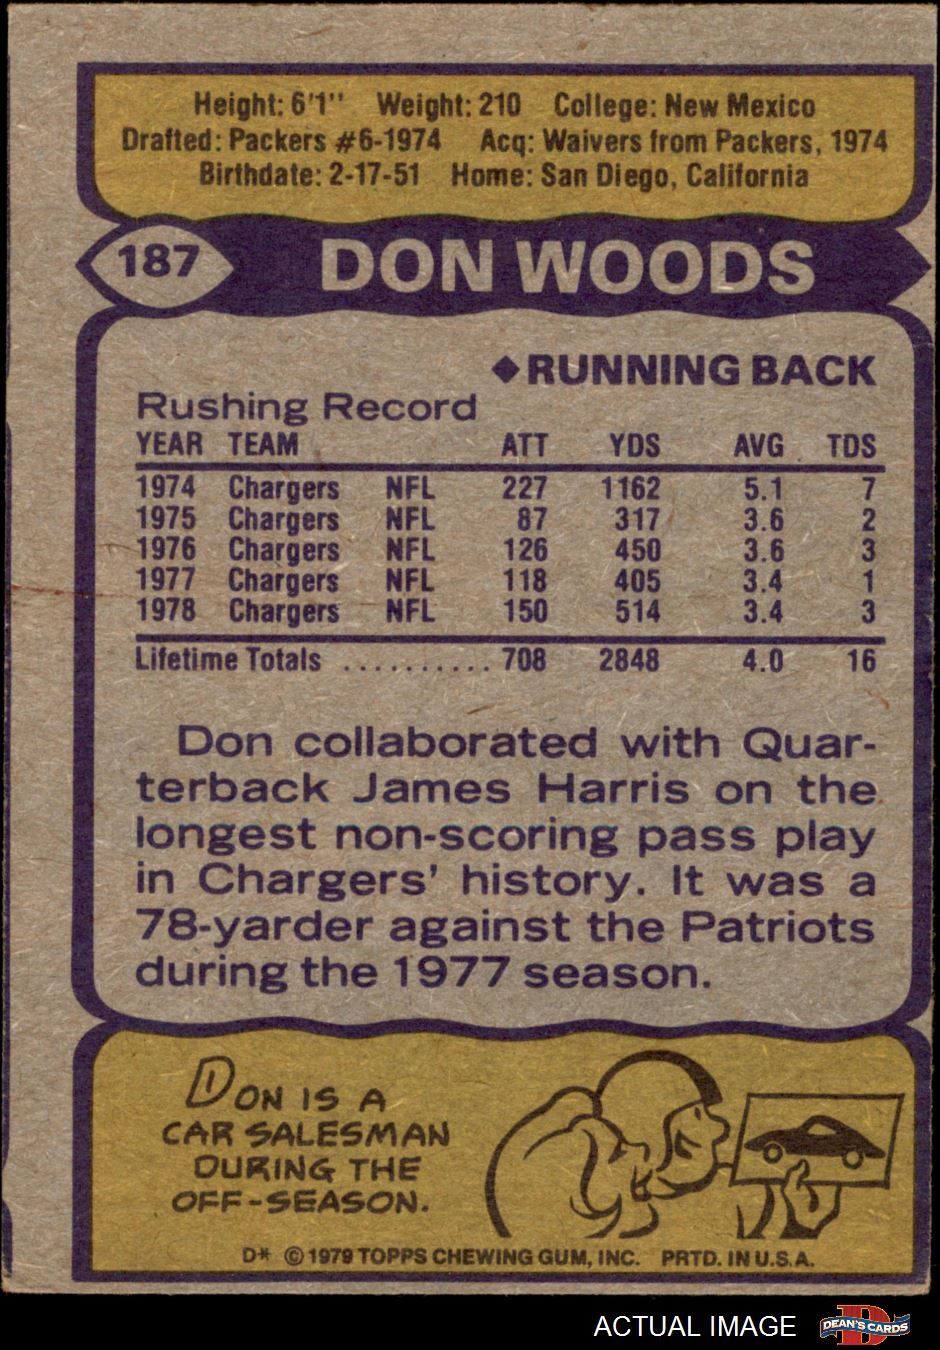 Height: 6'1" Weight: 210 College: New Mexico
Drafted: Packers #6-1974 Acq: Waivers from Packers, 1974
Birthdate: 2-17-51 Home: San Diego, California
187 DON WOODS
◆RUNNING BACK
Rushing Record
YEAR TEAM ATT YDS AVG TDS
1974 Chargers NFL 227 1162 5.1 7
1975 Chargers NFL 87 317 3.6 2
1976 Chargers NFL 126 450 3.6 3
1977 Chargers NFL 118 405 3.4 1
1978 Chargers NFL 150 514 3.4 3
Lifetime Totals .......... 708 2848 4.0 16
Don collaborated with Quar-
terback James Harris on the
longest non-scoring pass play
in Chargers' history. It was a
78-yarder against the Patriots
during the 1977 season.
DON IS A
CAR SALESMAN
DURING THE
OFF-SEASON.
D* © 1979 TOPPS CHEWING GUM, INC. PRTD. IN U.S.A.
ACTUAL IMAGE D DEAN'S CARDS